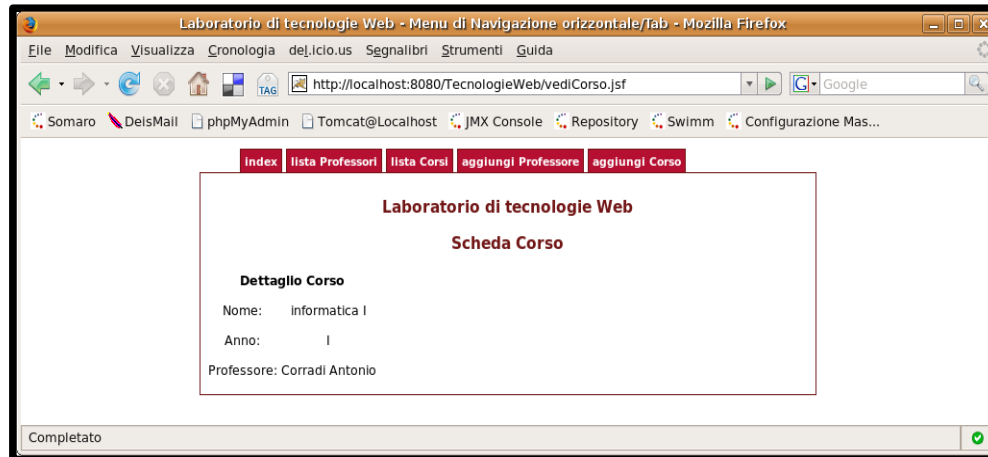 Laboratorio di tecnologie Web - Menu di Navigazione orizzontale/Tab - Mozilla Firefox
File Modifica Visualizza Cronologia del.icio.us Segnalibri Strumenti Guida
TAG http://localhost:8080/TecnologieWeb/vediCorso.jsf G Google
Somaro DeisMail phpMyAdmin Tomcat@Localhost JMX Console Repository Swimm Configurazione Mas...
index lista Professori lista Corsi aggiungi Professore aggiungi Corso
Laboratorio di tecnologie Web
Scheda Corso
Dettaglio Corso
Nome: informatica I
Anno: I
Professore: Corradi Antonio
Completato